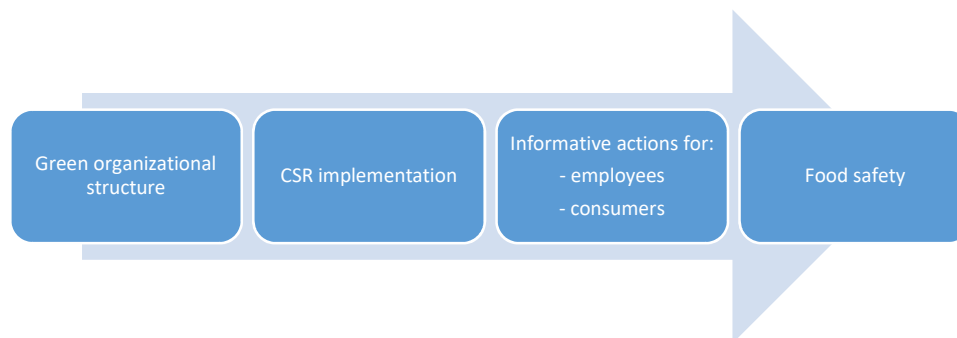 Green organizational
structure
CSR implementation
Informative actions for:
- employees
- consumers
Food safety